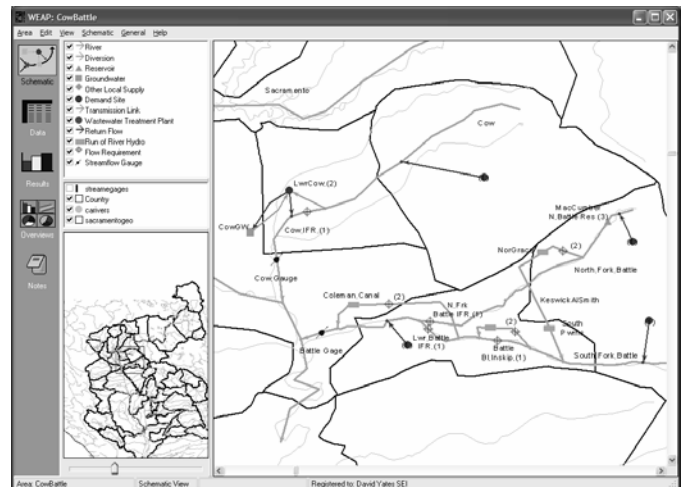 WEAP: CowBattle
Area Edit View Schematic General Help
Schematic
Data
Results
Overviews
Notes
River
Diversion
Reservoir
Groundwater
Other Local Supply
Demand Site
Transmission Link
Wastewater Treatment Plant
Return Flow
Run of River Hydro
Flow Requirement
Streamflow Gauge
streamegages
Country
carivers
sacramentogeo
Sacramento
Cow
LwrCow (2)
CowGW
Cow IFR (1)
Cow Gauge
MacCumber
N Battle Res (3)
(2)
NorGrac
North Fork Battle
Coleman Canal
(2)
N Frk
Battle IFR (1)
KeswickAlSmith
(2)
South
Lwr Battle
IFR (1)
Battle
Bl Inskip (1)
South Fork Battle
Battle Gage
Area: CowBattle
Schematic View
Registered to: David Yates SEI